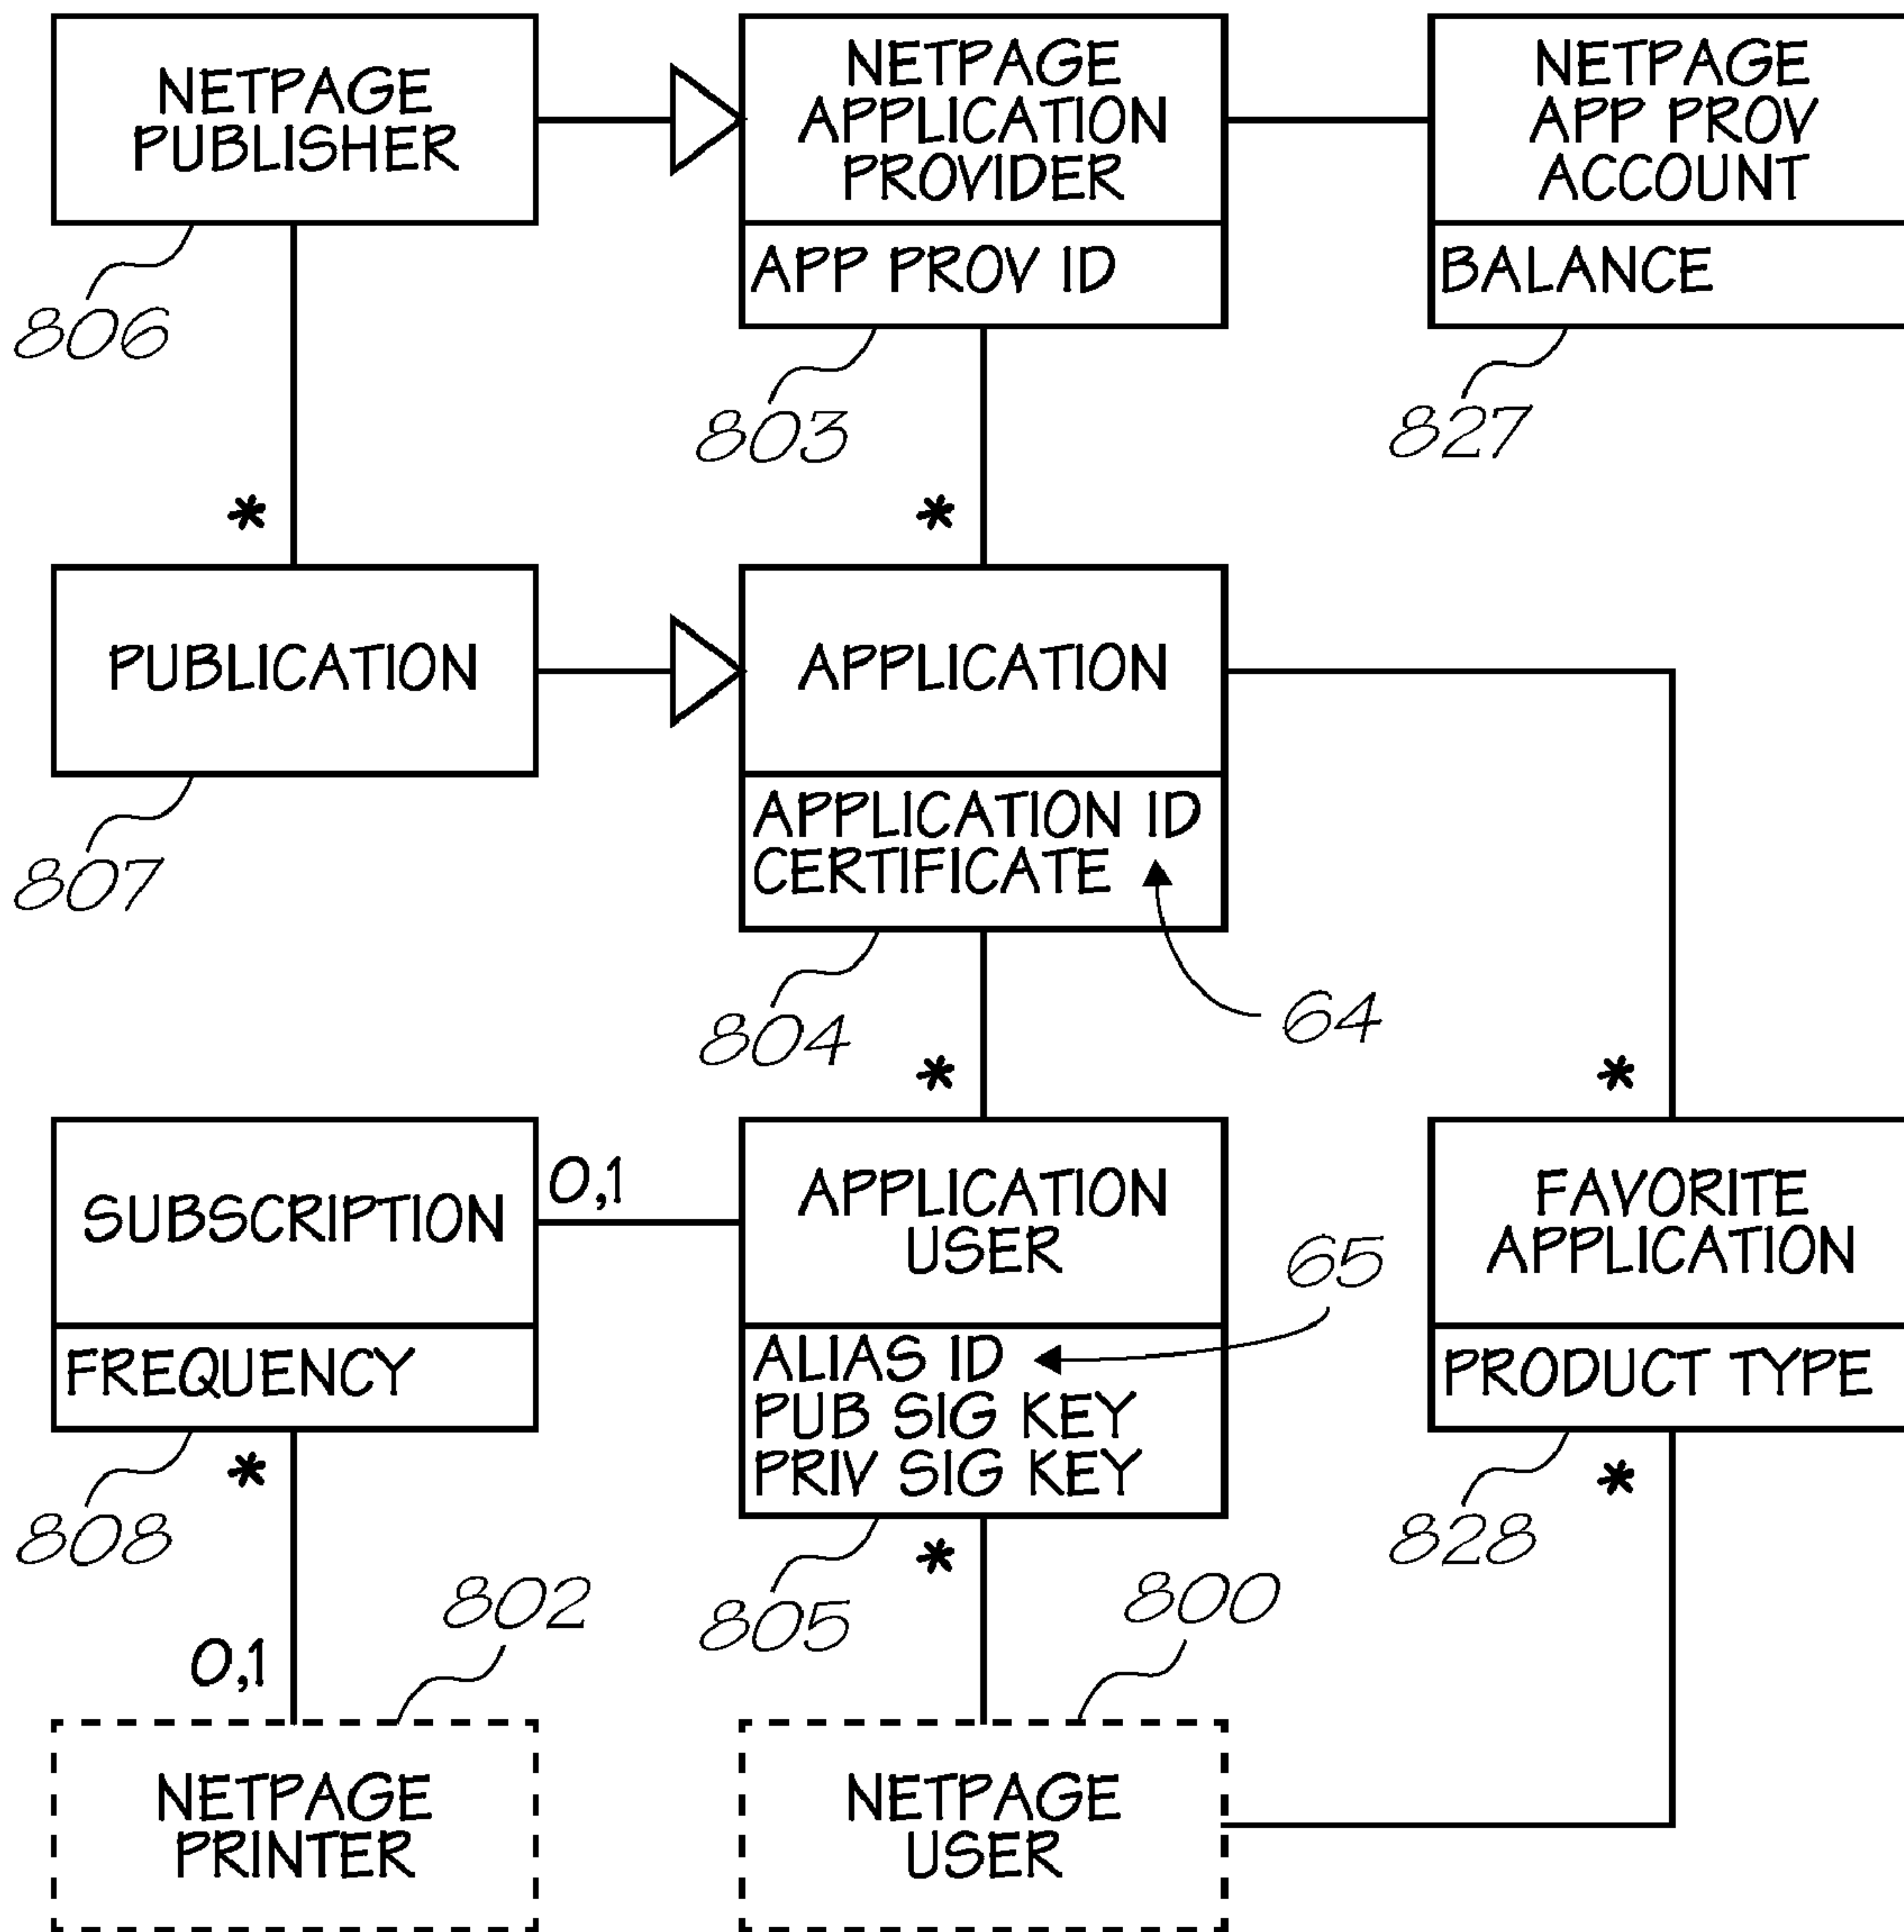 NETPAGE
PUBLISHER
806
NETPAGE
APPLICATION
PROVIDER
APP PROV ID
803
NETPAGE
APP PROV
ACCOUNT
BALANCE
827
*
*
PUBLICATION
807
APPLICATION
APPLICATION ID
CERTIFICATE
64
804
*
*
SUBSCRIPTION
0,1
FREQUENCY
808
*
APPLICATION
USER
65
ALIAS ID
PUB SIG KEY
PRIV SIG KEY
805
*
FAVORITE
APPLICATION
PRODUCT TYPE
828
*
802
0,1
NETPAGE
PRINTER
800
NETPAGE
USER